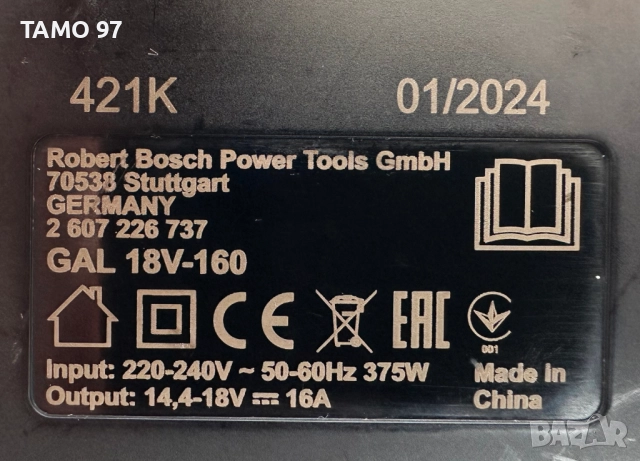 TAMO 97
421K 01/2024
Robert Bosch Power Tools GmbH
70538 Stuttgart
GERMANY
2 607 226 737
GAL 18V-160
CE EAC
001
Input: 220-240V ~ 50-60Hz 375W
Output: 14,4-18V ⎓ 16A
Made in
China
BAZAR